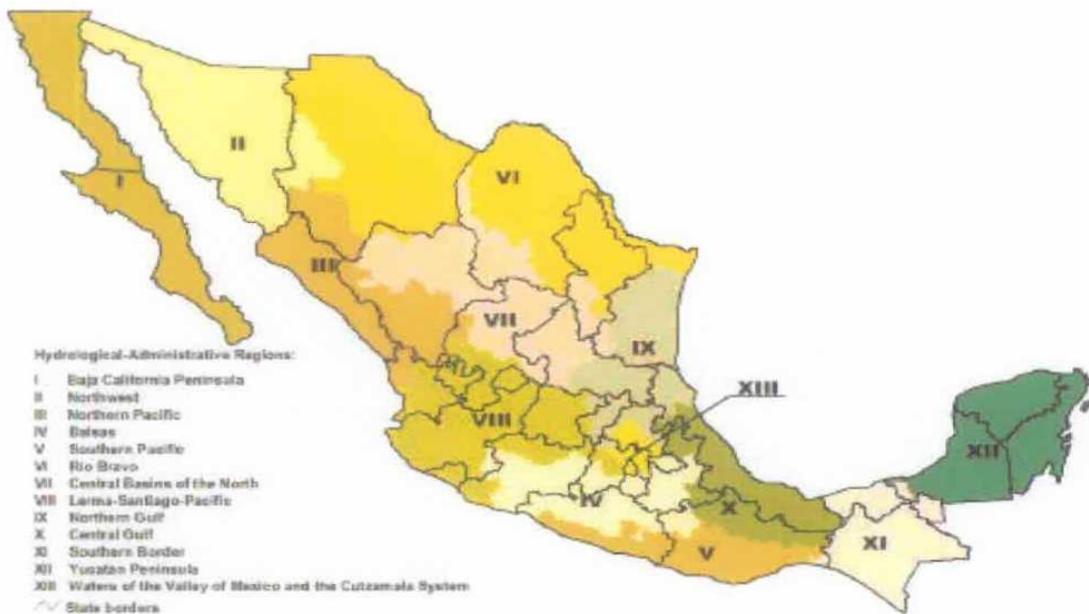 II
VI
I
III
VII
IX
XIII
VIII
XII
IV
X
V
XI
Hydrological-Administrative Regions:
I Baja California Peninsula
II Northwest
III Northern Pacific
IV Balsas
V Southern Pacific
VI Rio Bravo
VII Central Basins of the North
VIII Lerma-Santiago-Pacific
IX Northern Gulf
X Central Gulf
XI Southern Border
XII Yucatan Peninsula
XIII Waters of the Valley of Mexico and the Cutzamala System
State borders